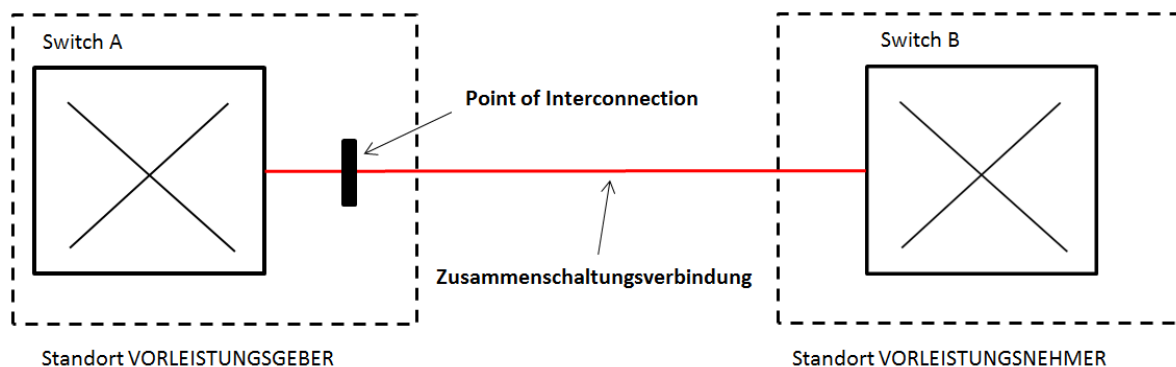 Switch A
Switch B
Point of Interconnection
Zusammenschaltungsverbindung
Standort VORLEISTUNGSGEBER
Standort VORLEISTUNGSNEHMER